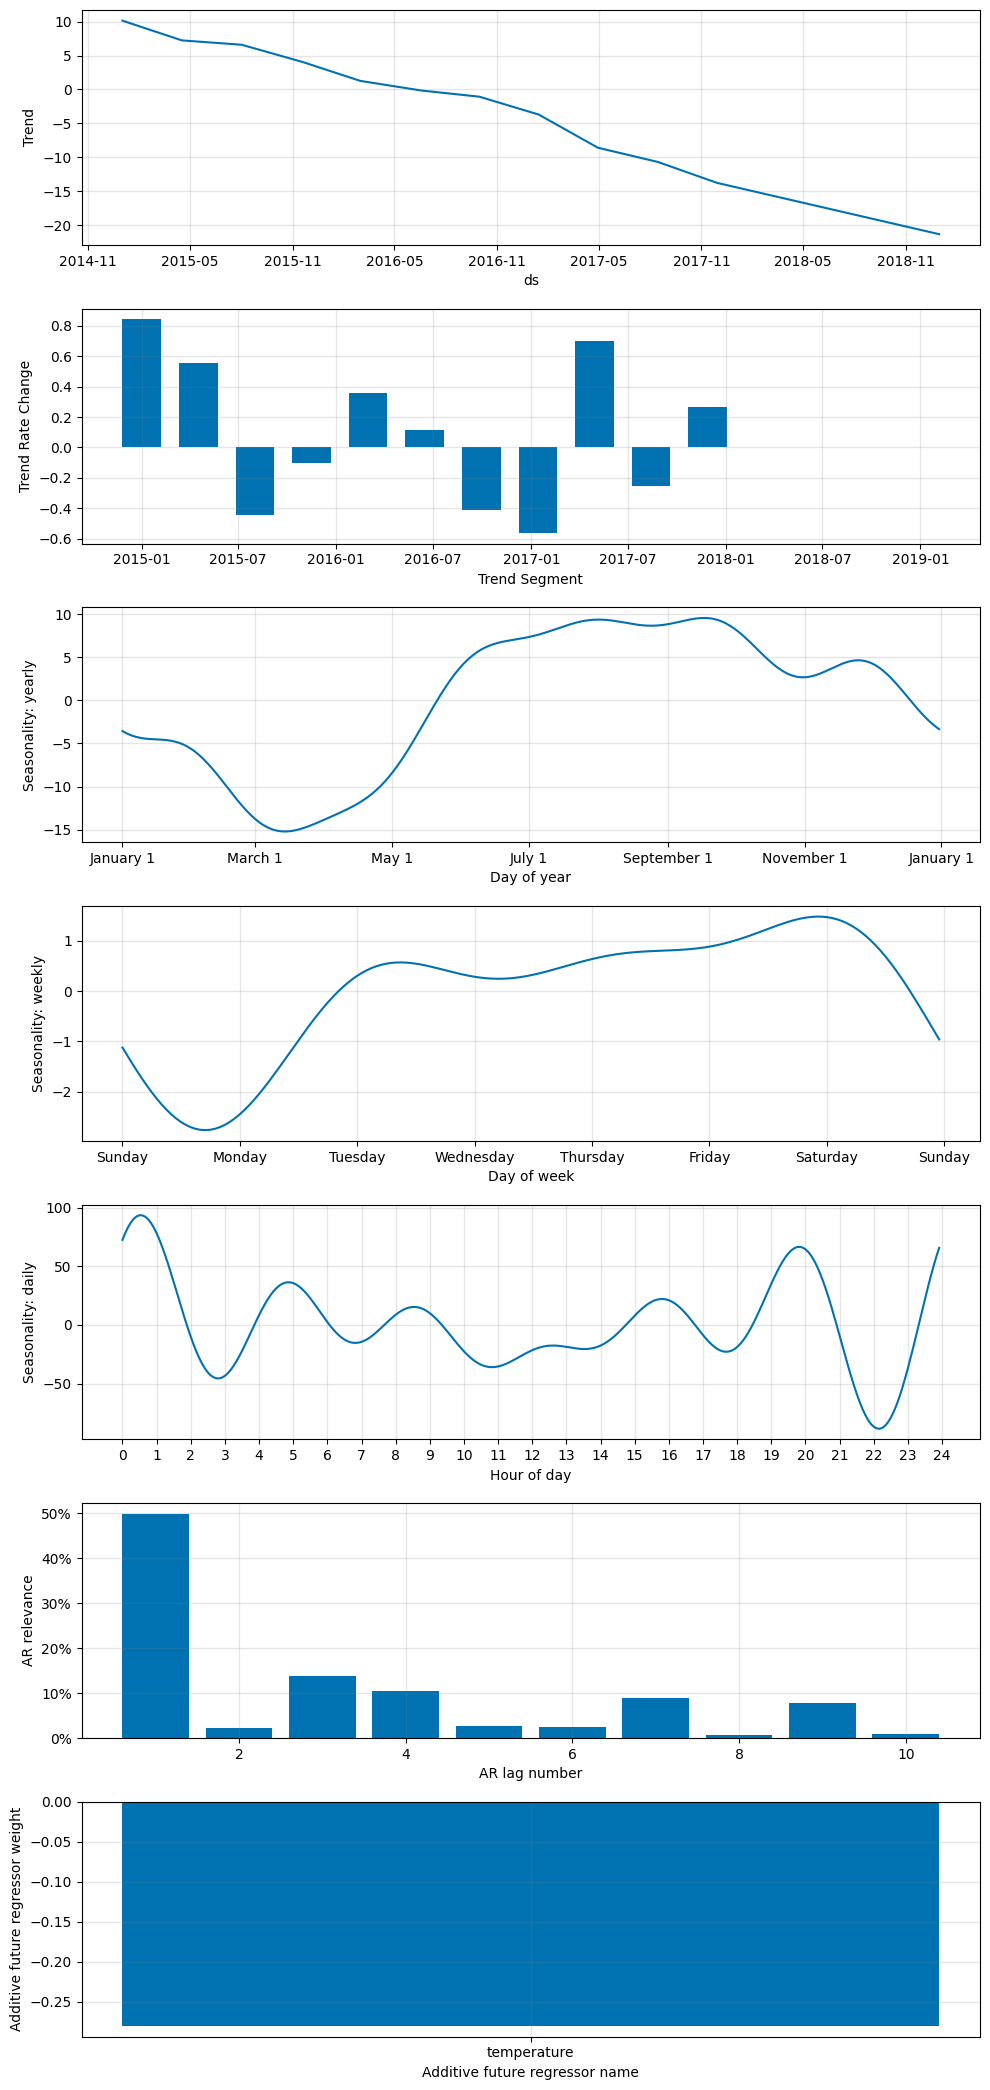 10
5
0
−5
−10
−15
−20
Trend
2014-11 2015-05 2015-11 2016-05 2016-11 2017-05 2017-11 2018-05 2018-11
ds
0.8
0.6
0.4
0.2
0.0
−0.2
−0.4
−0.6
Trend Rate Change
2015-01 2015-07 2016-01 2016-07 2017-01 2017-07 2018-01 2018-07 2019-01
Trend Segment
10
5
0
−5
−10
−15
Seasonality: yearly
January 1 March 1 May 1 July 1 September 1 November 1 January 1
Day of year
1
0
−1
−2
Seasonality: weekly
Sunday Monday Tuesday Wednesday Thursday Friday Saturday Sunday
Day of week
100
50
0
−50
Seasonality: daily
0 1 2 3 4 5 6 7 8 9 10 11 12 13 14 15 16 17 18 19 20 21 22 23 24
Hour of day
50%
40%
30%
20%
10%
0%
AR relevance
2 4 6 8 10
AR lag number
0.00
−0.05
−0.10
−0.15
−0.20
−0.25
Additive future regressor weight
temperature
Additive future regressor name